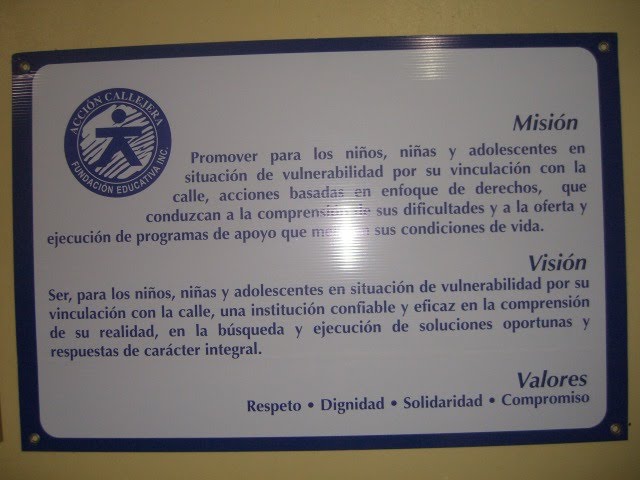 ACCIÓN CALLEJERA
FUNDACIÓN EDUCATIVA INC.
Misión
Promover para los niños, niñas y adolescentes en
situación de vulnerabilidad por su vinculación con la
calle, acciones basadas en enfoque de derechos, que
conduzcan a la comprensión de sus dificultades y a la oferta y
ejecución de programas de apoyo que sus condiciones de vida.
Visión
Ser, para los niños, niñas y adolescentes en situación de vulnerabilidad por su
vinculación con la calle, una institución confiable y eficaz en la comprensión
de su realidad, en la búsqueda y ejecución de soluciones oportunas y
respuestas de carácter integral.
Valores
Respeto • Dignidad • Solidaridad • Compromiso